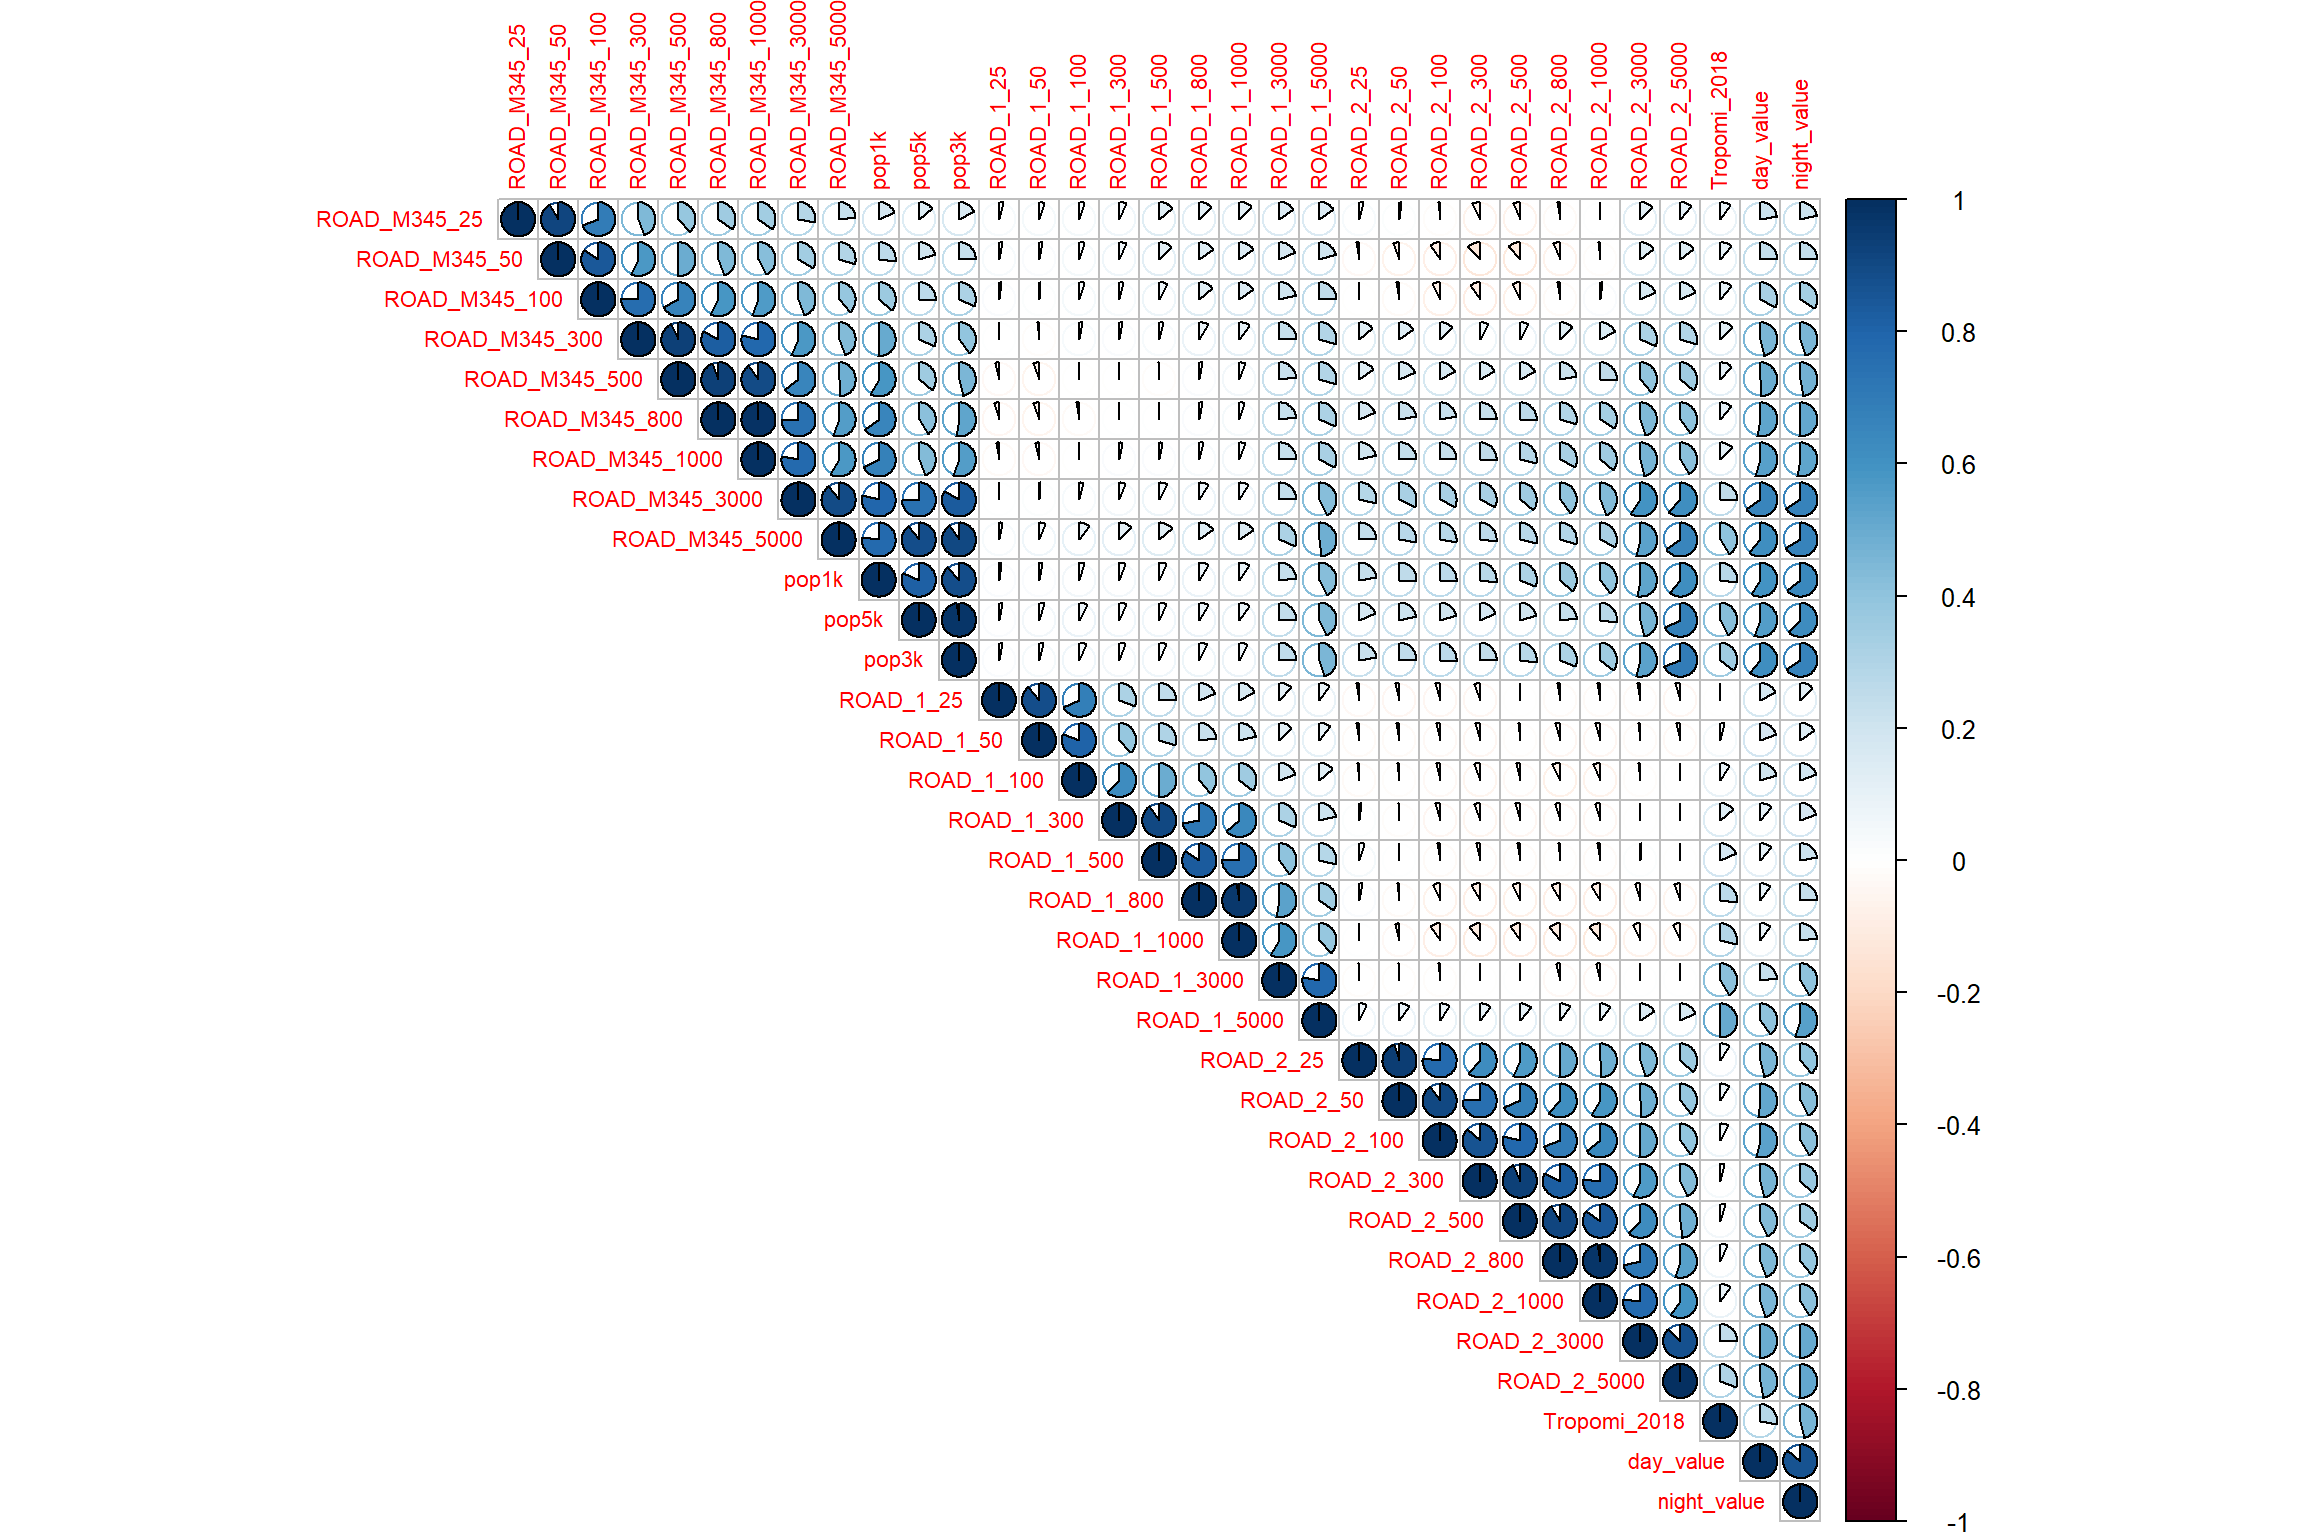 ROAD_M345_25
ROAD_M345_50
ROAD_M345_100
ROAD_M345_300
ROAD_M345_500
ROAD_M345_800
ROAD_M345_1000
ROAD_M345_3000
ROAD_M345_5000
pop1k
pop5k
pop3k
ROAD_1_25
ROAD_1_50
ROAD_1_100
ROAD_1_300
ROAD_1_500
ROAD_1_800
ROAD_1_1000
ROAD_1_3000
ROAD_1_5000
ROAD_2_25
ROAD_2_50
ROAD_2_100
ROAD_2_300
ROAD_2_500
ROAD_2_800
ROAD_2_1000
ROAD_2_3000
ROAD_2_5000
Tropomi_2018
day_value
night_value
ROAD_M345_25
ROAD_M345_50
ROAD_M345_100
ROAD_M345_300
ROAD_M345_500
ROAD_M345_800
ROAD_M345_1000
ROAD_M345_3000
ROAD_M345_5000
pop1k
pop5k
pop3k
ROAD_1_25
ROAD_1_50
ROAD_1_100
ROAD_1_300
ROAD_1_500
ROAD_1_800
ROAD_1_1000
ROAD_1_3000
ROAD_1_5000
ROAD_2_25
ROAD_2_50
ROAD_2_100
ROAD_2_300
ROAD_2_500
ROAD_2_800
ROAD_2_1000
ROAD_2_3000
ROAD_2_5000
Tropomi_2018
day_value
night_value
1
0.8
0.6
0.4
0.2
0
-0.2
-0.4
-0.6
-0.8
-1